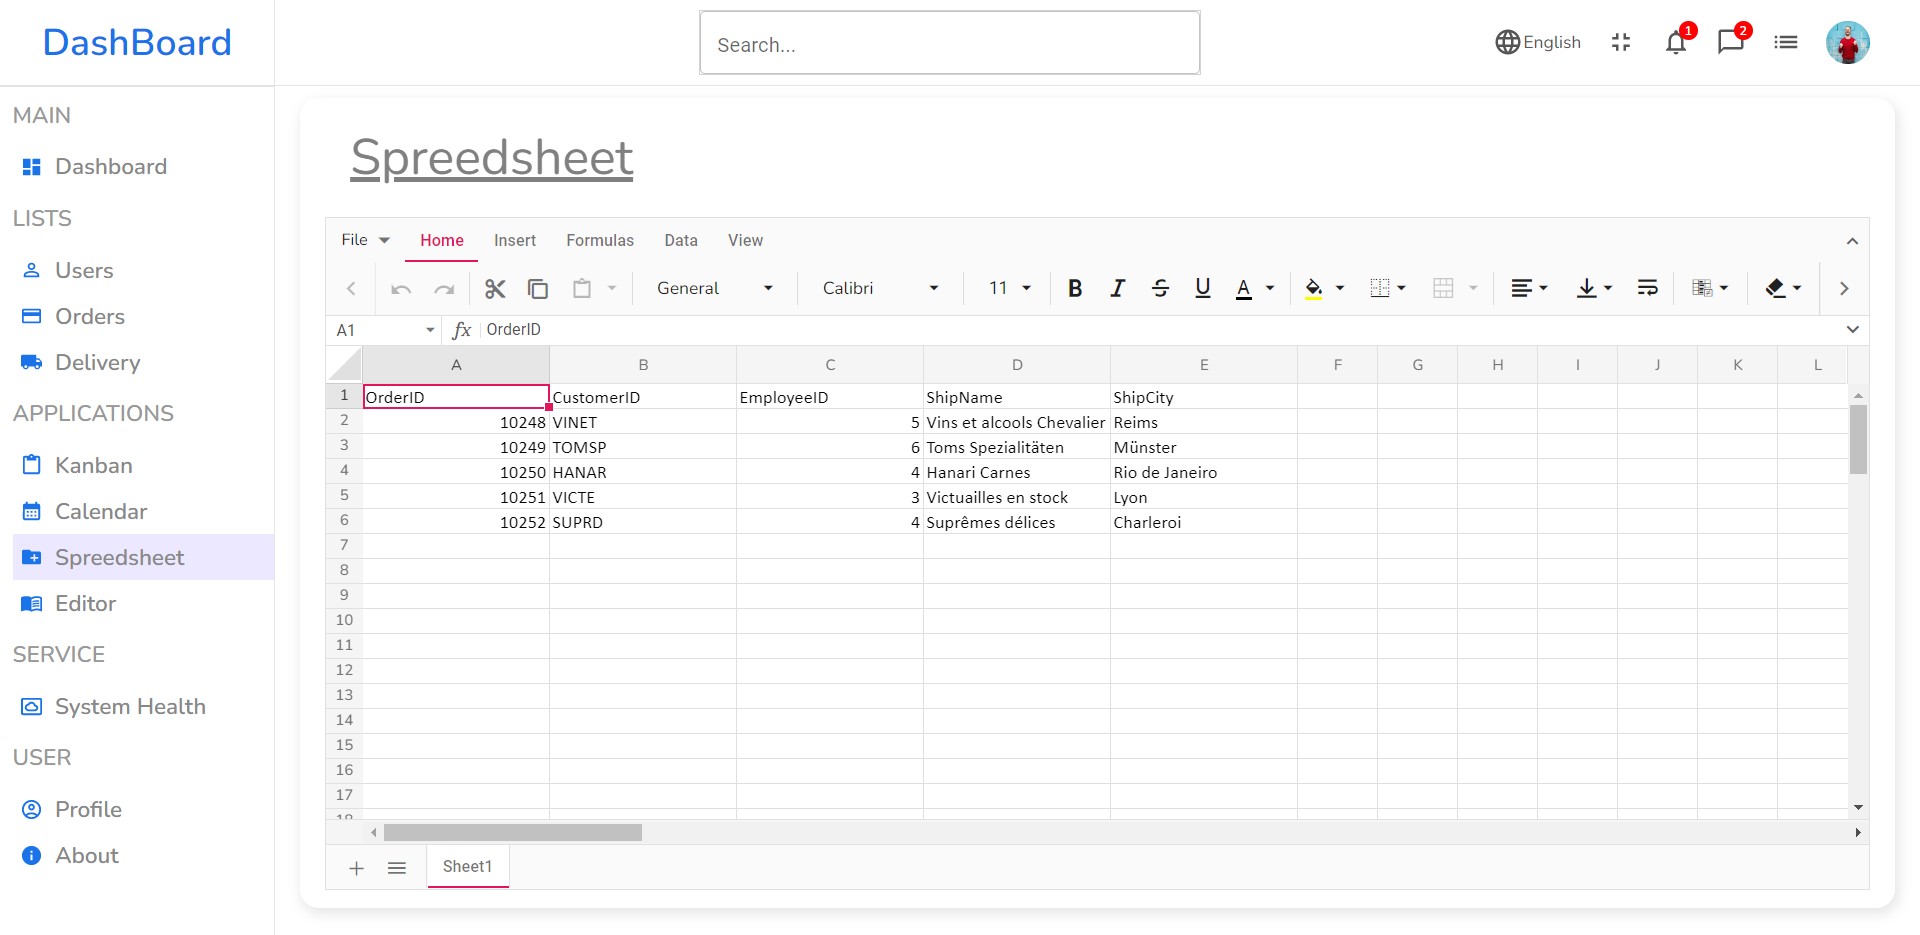 DashBoard
Search...
English
1
2
MAIN
Dashboard
LISTS
Users
Orders
Delivery
APPLICATIONS
Kanban
Calendar
Spreedsheet
Editor
SERVICE
System Health
USER
Profile
About
Spreedsheet
File Home Insert Formulas Data View
General Calibri 11 B I S U A
A1 fx OrderID
A B C D E F G H I J K L
1 OrderID CustomerID EmployeeID ShipName ShipCity
2 10248 VINET 5 Vins et alcools Chevalier Reims
3 10249 TOMSP 6 Toms Spezialitäten Münster
4 10250 HANAR 4 Hanari Carnes Rio de Janeiro
5 10251 VICTE 3 Victuailles en stock Lyon
6 10252 SUPRD 4 Suprêmes délices Charleroi
7
8
9
10
11
12
13
14
15
16
17
18
Sheet1